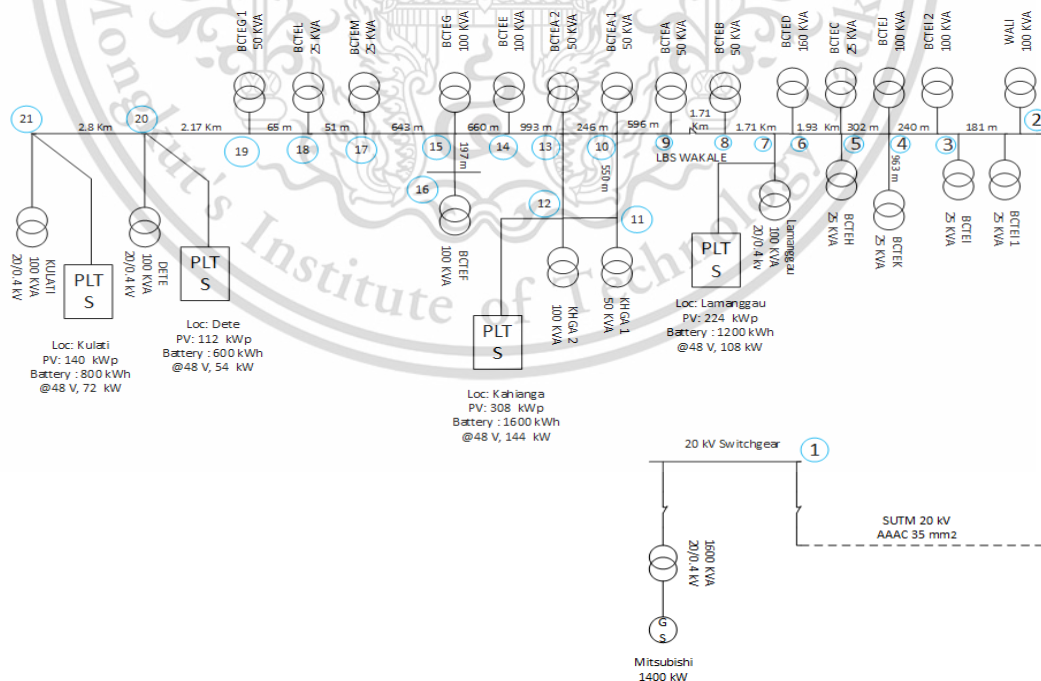 BCTEG 1
50 KVA
BCTEL
25 KVA
BCTEM
25 KVA
BCTEG
100 KVA
BCTEE
100 KVA
BCTEA 2
50 KVA
BCTEA 1
50 KVA
BCTEA
50 KVA
BCTEB
50 KVA
BCTED
160 KVA
BCTEC
25 KVA
BCTEJ
100 KVA
BCTEI 2
100 KVA
WALI
100 KVA
21
2.8 Km
20
2.17 Km
19
65 m
18
51 m
17
643 m
15
660 m
14
993 m
13
246 m
10
596 m
9
1.71
Km
8
1.71 Km
7
6
1.93 Km
5
302 m
4
240 m
3
181 m
2
LBS WAKALE
197 m
16
550 m
963 m
12
11
BCTEF
100 KVA
KHGA 2
100 KVA
KHGA 1
50 KVA
Lamanggau
100 KVA
20/0.4 kv
BCTEH
25 KVA
BCTEK
25 KVA
BCTEI
25 KVA
BCTEI 1
25 KVA
KULATI
100 KVA
20/0.4 kv
DETE
100 KVA
20/0.4 kv
PLT
S
PLT
S
PLT
S
PLT
S
Loc: Kulati
PV: 140 kWp
Battery : 800 kWh
@48 V, 72 kW
Loc: Dete
PV: 112 kWp
Battery : 600 kWh
@48 V, 54 kW
Loc: Kahianga
PV: 308 kWp
Battery : 1600 kWh
@48 V, 144 kW
Loc: Lamanggau
PV: 224 kWp
Battery : 1200 kWh
@48 V, 108 kW
20 kV Switchgear
1
SUTM 20 kV
AAAC 35 mm2
1600 KVA
20/0.4 kV
G
S
Mitsubishi
1400 kW
Mongkut's Institute of Technology